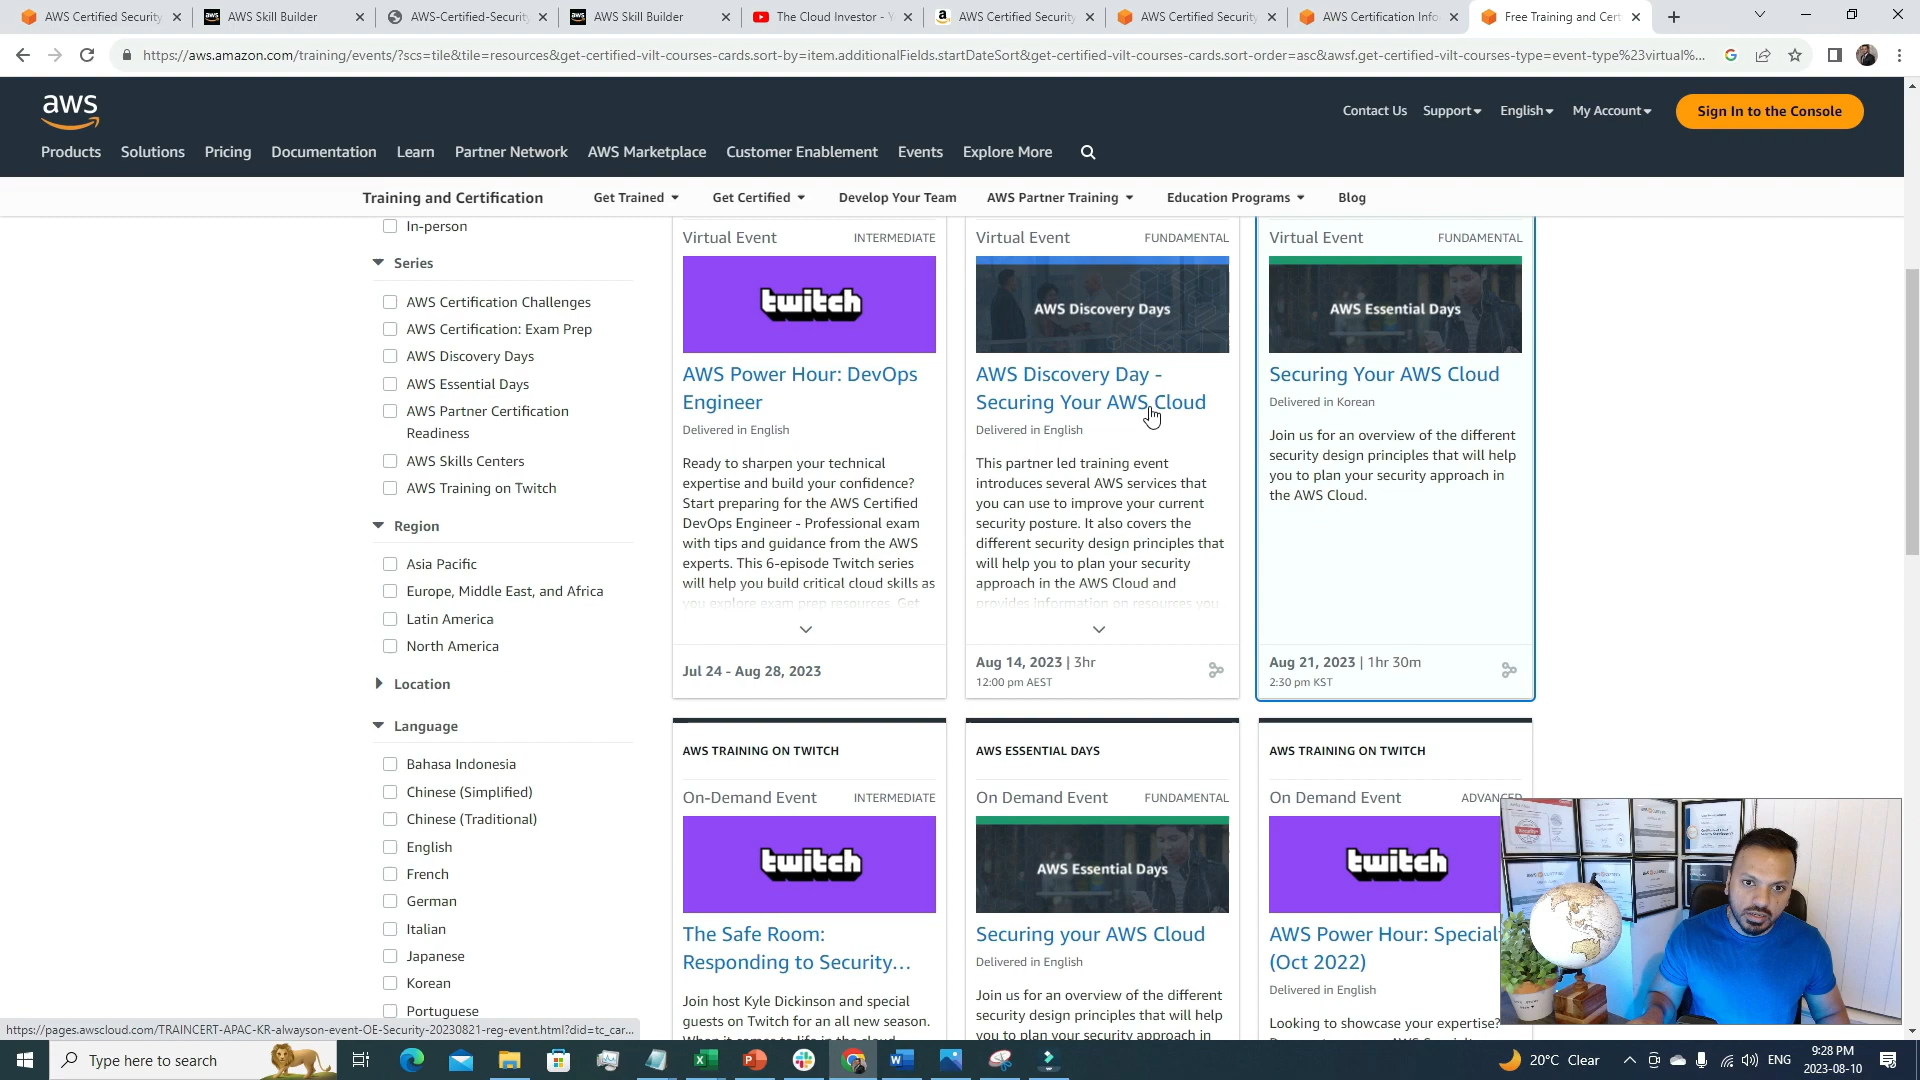 AWS Certified Security
AWS Skill Builder
AWS-Certified-Security
AWS Skill Builder
The Cloud Investor - Y
AWS Certified Security
AWS Certified Security
AWS Certification Info
Free Training and Cert
https://aws.amazon.com/training/events/?scs=tile&tile=resources&get-certified-vilt-courses-cards.sort-by=item.additionalFields.startDateSort&get-certified-vilt-courses-cards.sort-order=asc&awsf.get-certified-vilt-courses-type=event-type%23virtual%...
aws
Contact Us Support English My Account Sign In to the Console
Products Solutions Pricing Documentation Learn Partner Network AWS Marketplace Customer Enablement Events Explore More
Training and Certification Get Trained Get Certified Develop Your Team AWS Partner Training Education Programs Blog
In-person
Series
AWS Certification Challenges
AWS Certification: Exam Prep
AWS Discovery Days
AWS Essential Days
AWS Partner Certification
Readiness
AWS Skills Centers
AWS Training on Twitch
Region
Asia Pacific
Europe, Middle East, and Africa
Latin America
North America
Location
Language
Bahasa Indonesia
Chinese (Simplified)
Chinese (Traditional)
English
French
German
Italian
Japanese
Korean
Portuguese
Virtual Event INTERMEDIATE
twitch
AWS Power Hour: DevOps
Engineer
Delivered in English
Ready to sharpen your technical
expertise and build your confidence?
Start preparing for the AWS Certified
DevOps Engineer - Professional exam
with tips and guidance from the AWS
experts. This 6-episode Twitch series
will help you build critical cloud skills as
you explore exam prep resources. Get
Jul 24 - Aug 28, 2023
Virtual Event FUNDAMENTAL
AWS Discovery Days
AWS Discovery Day -
Securing Your AWS Cloud
Delivered in English
This partner led training event
introduces several AWS services that
you can use to improve your current
security posture. It also covers the
different security design principles that
will help you to plan your security
approach in the AWS Cloud and
provides information on resources you
Aug 14, 2023 | 3hr
12:00 pm AEST
Virtual Event FUNDAMENTAL
AWS Essential Days
Securing Your AWS Cloud
Delivered in Korean
Join us for an overview of the different
security design principles that will help
you to plan your security approach in
the AWS Cloud.
Aug 21, 2023 | 1hr 30m
2:30 pm KST
AWS TRAINING ON TWITCH
On-Demand Event INTERMEDIATE
twitch
The Safe Room:
Responding to Security...
Join host Kyle Dickinson and special
guests on Twitch for an all new season.
When it comes to life in the cloud
AWS ESSENTIAL DAYS
On Demand Event FUNDAMENTAL
AWS Essential Days
Securing your AWS Cloud
Delivered in English
Join us for an overview of the different
security design principles that will help
you to plan your security approach in
AWS TRAINING ON TWITCH
On Demand Event ADVANCED
twitch
AWS Power Hour: Special
(Oct 2022)
Delivered in English
Looking to showcase your expertise?
https://pages.awscloud.com/TRAINCERT-APAC-KR-alwayson-event-OE-Security-20230821-reg-event.html?did=tc_car...
Type here to search
20°C Clear
ENG
9:28 PM
2023-08-10